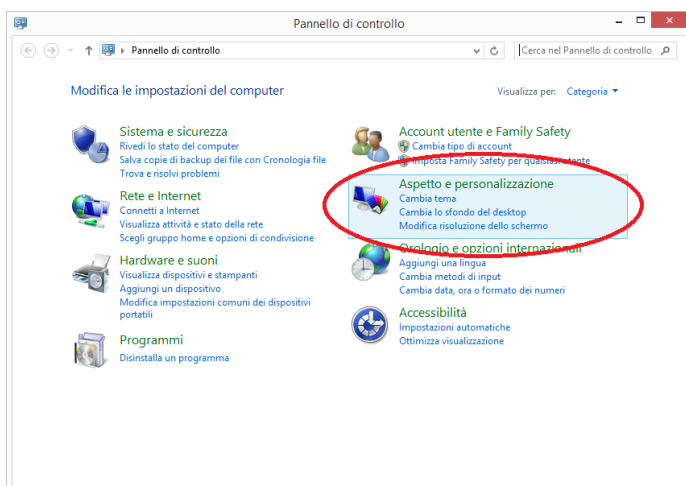 Pannello di controllo
Pannello di controllo
Cerca nel Pannello di controllo
Modifica le impostazioni del computer
Visualizza per: Categoria
Sistema e sicurezza
Rivedi lo stato del computer
Salva copie di backup dei file con Cronologia file
Trova e risolvi problemi
Rete e Internet
Connetti a Internet
Visualizza attività e stato della rete
Scegli gruppo home e opzioni di condivisione
Hardware e suoni
Visualizza dispositivi e stampanti
Aggiungi un dispositivo
Modifica impostazioni comuni dei dispositivi
portatili
Programmi
Disinstalla un programma
Account utente e Family Safety
Cambia tipo di account
Imposta Family Safety per qualsiasi utente
Aspetto e personalizzazione
Cambia tema
Cambia lo sfondo del desktop
Modifica risoluzione dello schermo
Orologio e opzioni internazionali
Aggiungi una lingua
Cambia metodi di input
Cambia data, ora o formato dei numeri
Accessibilità
Impostazioni automatiche
Ottimizza visualizzazione